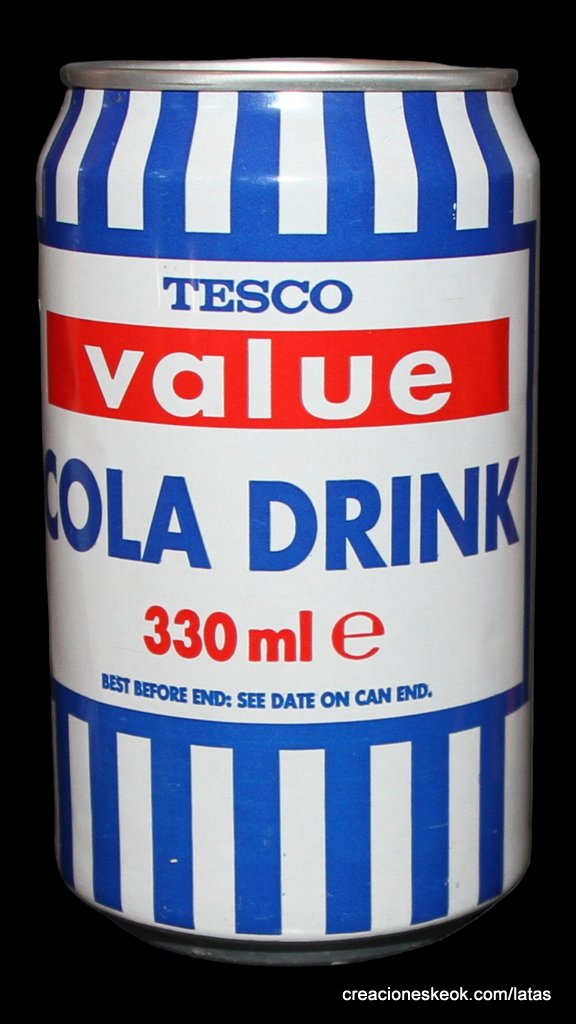 TESCO
value
COLA DRINK
330 ml e
BEST BEFORE END: SEE DATE ON CAN END.
creacioneskeok.com/latas